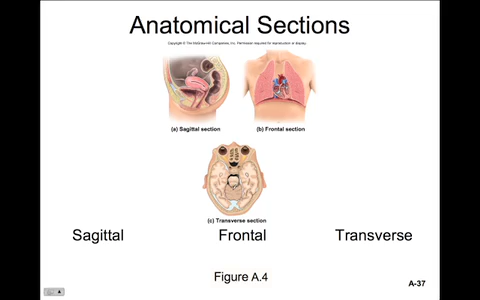 Anatomical Sections
Copyright © The McGraw-Hill Companies, Inc. Permission required for reproduction or display.
(a) Sagittal section (b) Frontal section
(c) Transverse section
Sagittal Frontal Transverse
Figure A.4
A-37